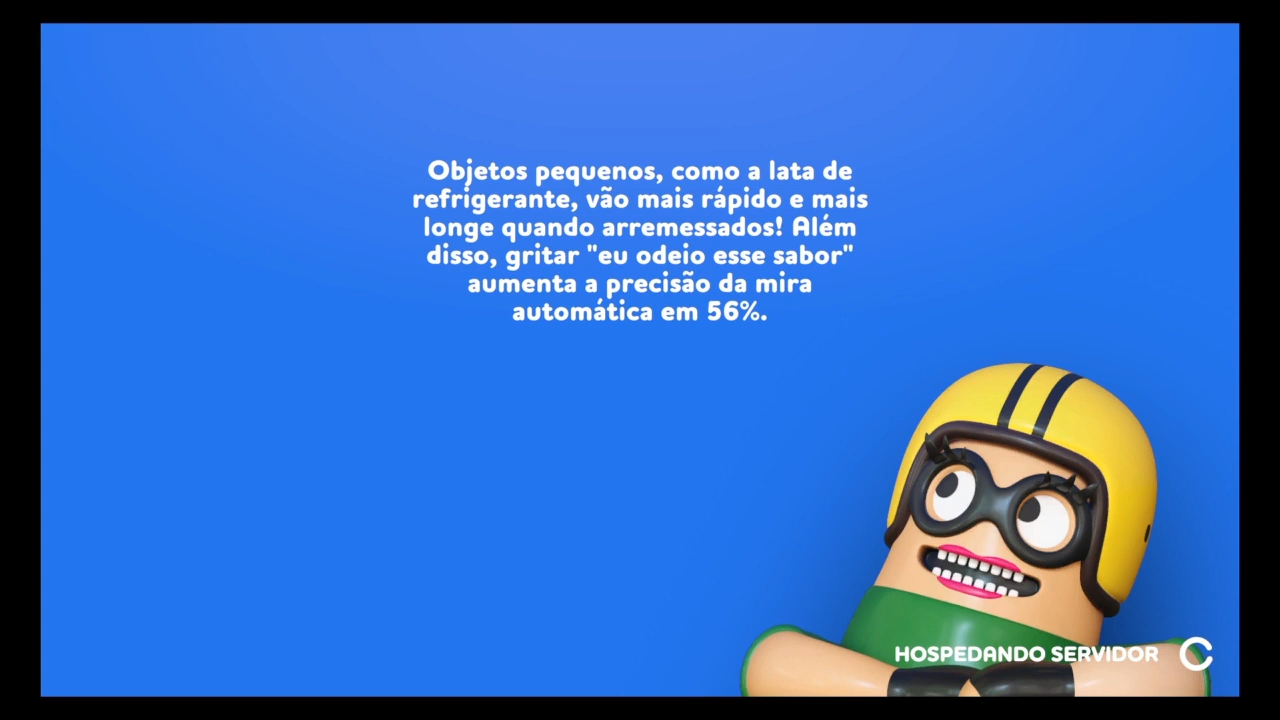 Objetos pequenos, como a lata de
refrigerante, vão mais rápido e mais
longe quando arremessados! Além
disso, gritar "eu odeio esse sabor"
aumenta a precisão da mira
automática em 56%.
HOSPEDANDO SERVIDOR